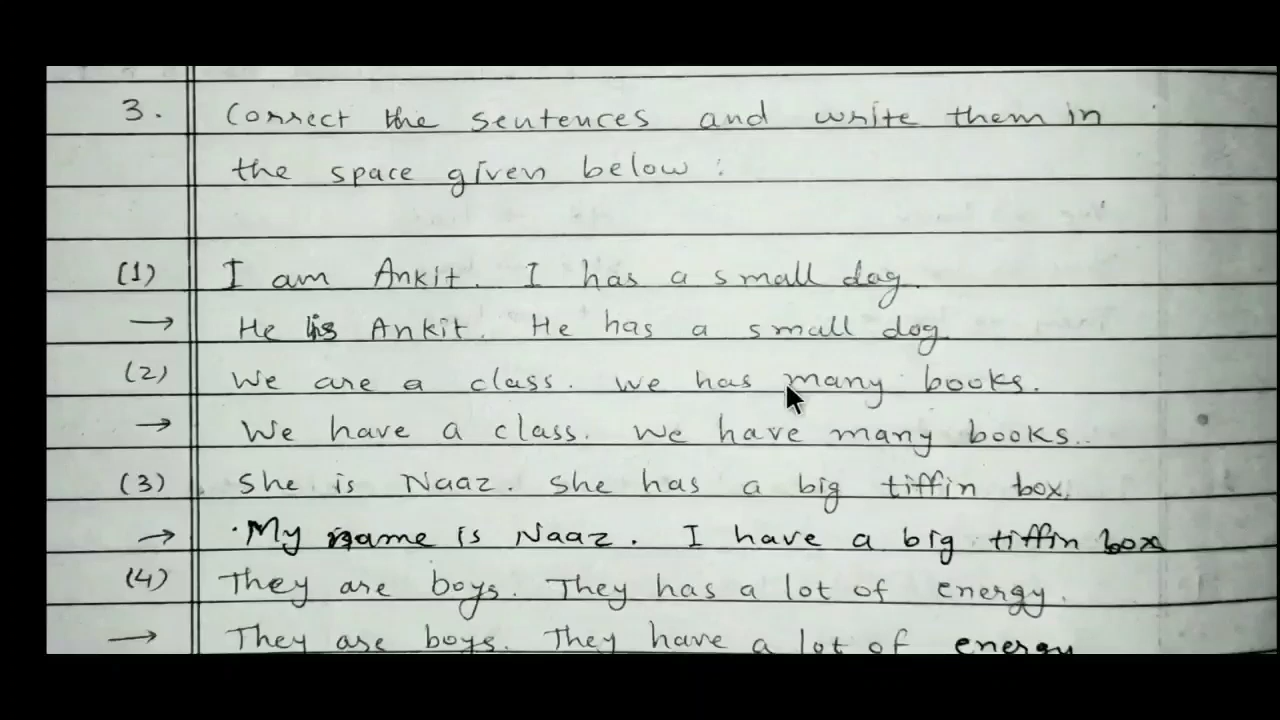 3. Correct the sentences and write them in
the space given below:
(1) I am Ankit. I has a small dog.
→ He is Ankit. He has a small dog.
(2) We are a class. We has many books.
→ We have a class. We have many books..
(3) She is Naaz. She has a big tiffin box.
→ My name is Naaz. I have a big tiffin box
(4) They are boys. They has a lot of energy.
→ They are boys. They have a lot of energy